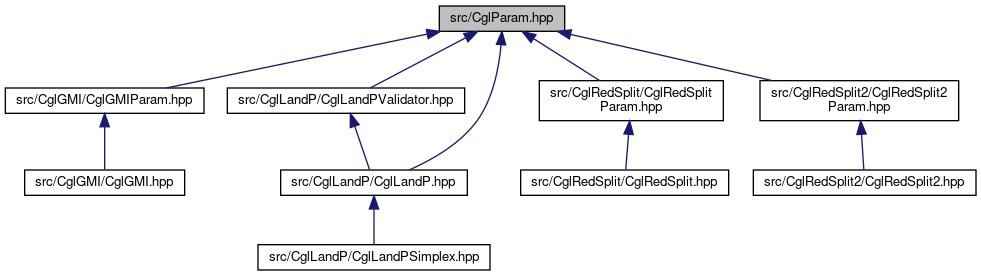 src/CglParam.hpp
src/CglGMI/CglGMIParam.hpp
src/CglLandP/CglLandPValidator.hpp
src/CglRedSplit/CglRedSplit
Param.hpp
src/CglRedSplit2/CglRedSplit2
Param.hpp
src/CglGMI/CglGMI.hpp
src/CglLandP/CglLandP.hpp
src/CglRedSplit/CglRedSplit.hpp
src/CglRedSplit2/CglRedSplit2.hpp
src/CglLandP/CglLandPSimplex.hpp